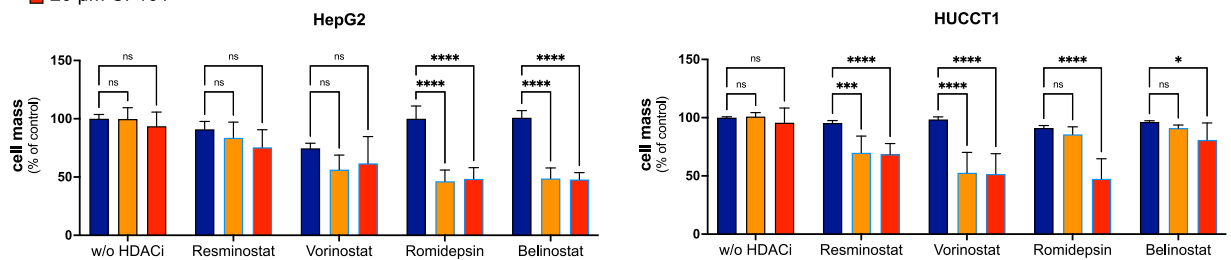 HepG2
150
100
50
0
cell mass
(% of control)
ns
ns
ns
ns
ns
ns
****
****
****
****
w/o HDACi
Resminostat
Vorinostat
Romidepsin
Belinostat
HUCCT1
150
100
50
0
cell mass
(% of control)
ns
ns
****
***
****
****
****
ns
*
ns
w/o HDACi
Resminostat
Vorinostat
Romidepsin
Belinostat